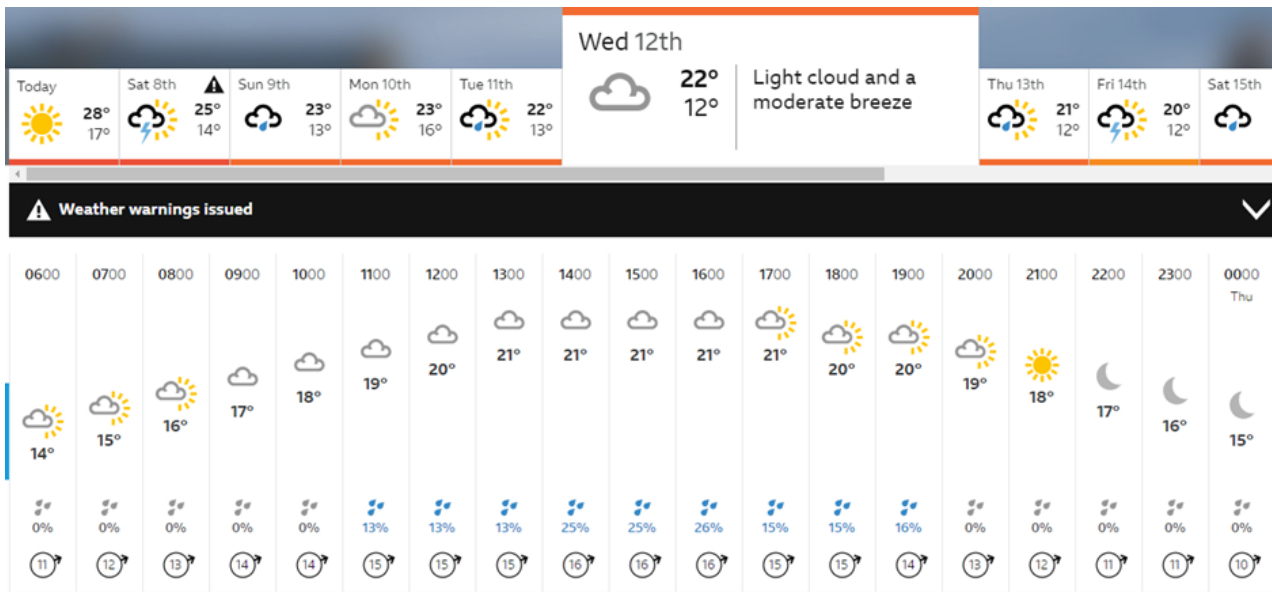 Wed 12th
22°
12°
Light cloud and a
moderate breeze
Today
28°
17°
Sat 8th
25°
14°
Sun 9th
23°
13°
Mon 10th
23°
16°
Tue 11th
22°
13°
Thu 13th
21°
12°
Fri 14th
20°
12°
Sat 15th
Weather warnings issued
0600 0700 0800 0900 1000 1100 1200 1300 1400 1500 1600 1700 1800 1900 2000 2100 2200 2300 0000
Thu
14° 15° 16° 17° 18° 19° 20° 21° 21° 21° 21° 21° 20° 20° 19° 18° 17° 16° 15°
0% 0% 0% 0% 0% 13% 13% 13% 25% 25% 26% 15% 15% 16% 0% 0% 0% 0% 0%
11 12 13 14 14 15 15 15 16 16 16 15 15 14 13 12 11 11 10